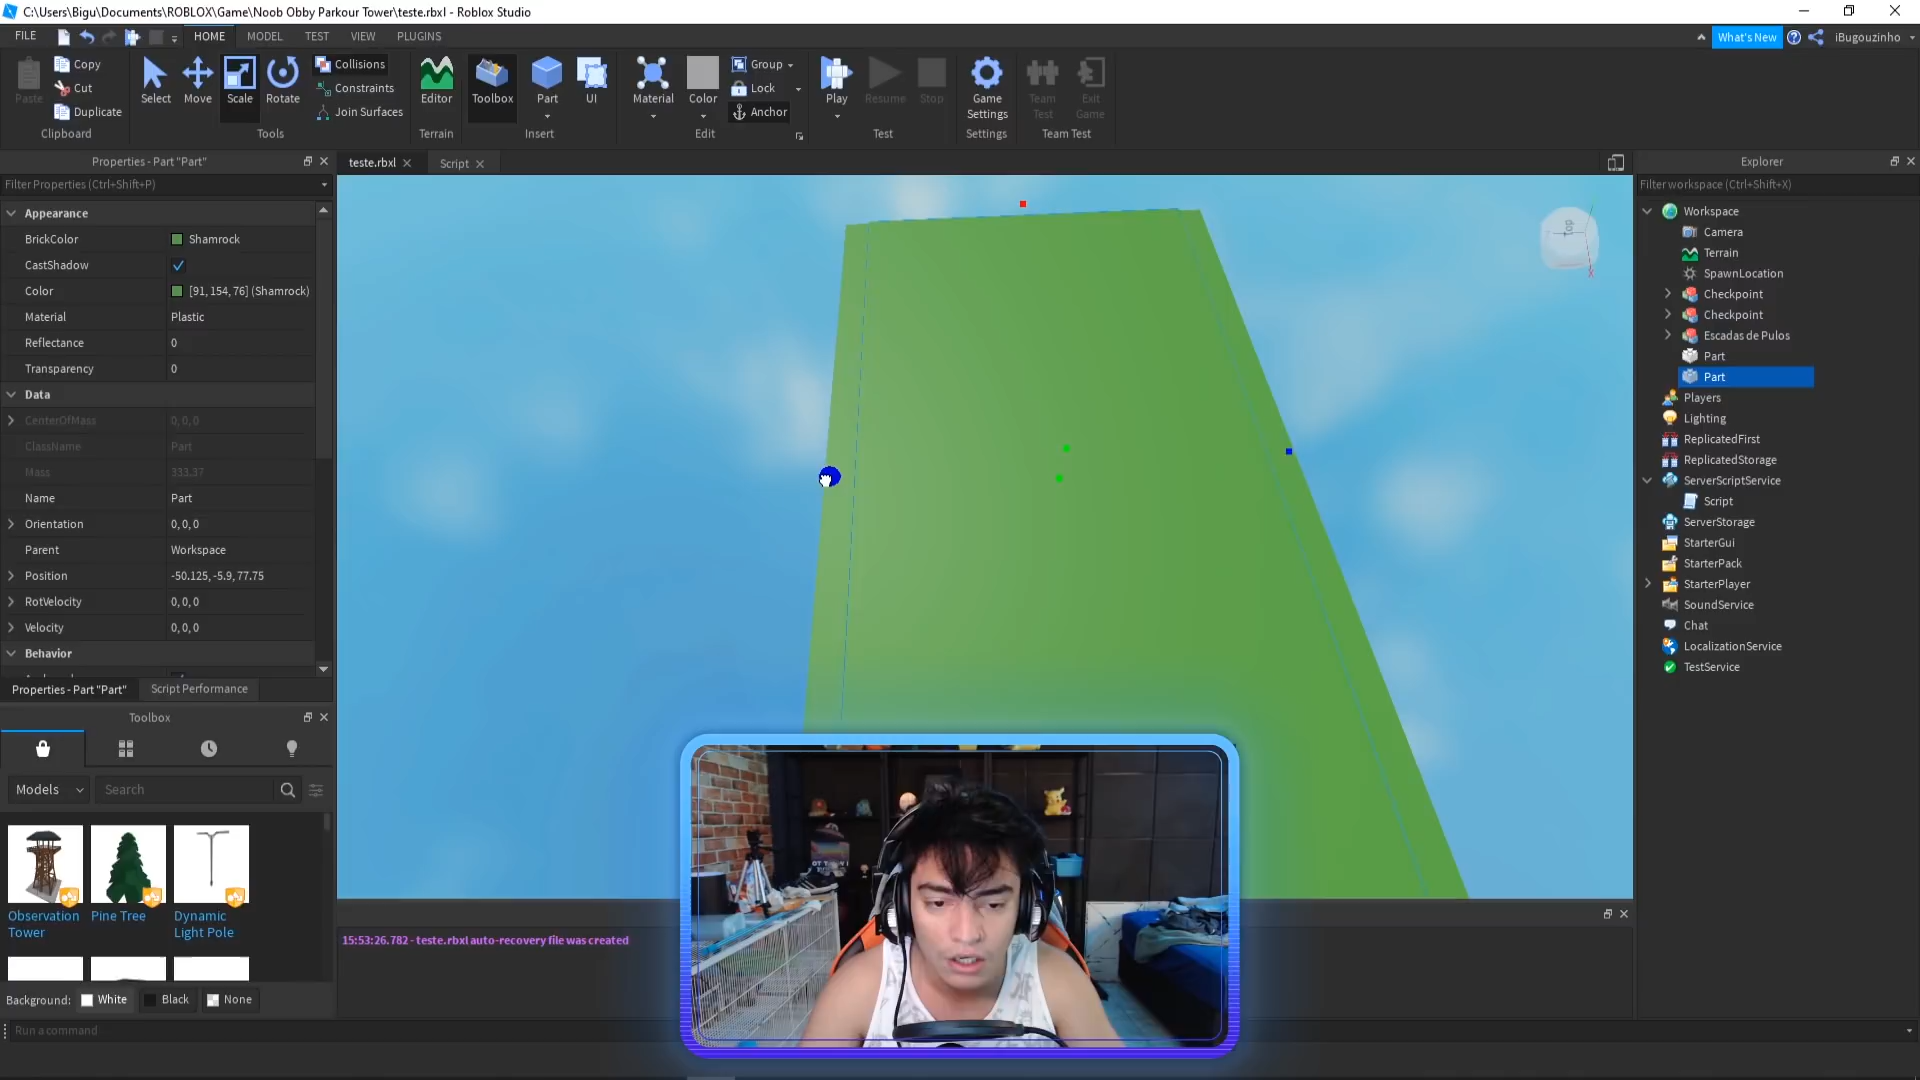 C:\Users\Bigu\Documents\ROBLOX\Game\Noob Obby Parkour Tower\teste.rbxl - Roblox Studio
FILE HOME MODEL TEST VIEW PLUGINS What's New iBugouzinho
Paste Copy Cut Duplicate
Clipboard
Select Move Scale Rotate
Collisions
Constraints
Join Surfaces
Tools
Editor
Terrain
Toolbox Part UI
Insert
Material Color
Group
Lock
Anchor
Edit
Play Resume Stop
Test
Game Settings
Settings
Team Test
Exit Game
Team Test
Properties - Part "Part"
Filter Properties (Ctrl+Shift+P)
Appearance
BrickColor Shamrock
CastShadow
Color [91, 154, 76] (Shamrock)
Material Plastic
Reflectance 0
Transparency 0
Data
CenterOfMass 0, 0, 0
ClassName Part
Mass 333,37
Name Part
Orientation 0, 0, 0
Parent Workspace
Position -50.125, -5.9, 77.75
RotVelocity 0, 0, 0
Velocity 0, 0, 0
Behavior
Properties - Part "Part" Script Performance
Toolbox
Models Search
Observation Tower
Pine Tree
Dynamic Light Pole
Background: White Black None
Run a command
teste.rbxl Script
15:53:26.782 - teste.rbxl auto-recovery file was created
Explorer
Filter workspace (Ctrl+Shift+X)
Workspace
Camera
Terrain
SpawnLocation
Checkpoint
Checkpoint
Escadas de Pulos
Part
Part
Players
Lighting
ReplicatedFirst
ReplicatedStorage
ServerScriptService
Script
ServerStorage
StarterGui
StarterPack
StarterPlayer
SoundService
Chat
LocalizationService
TestService